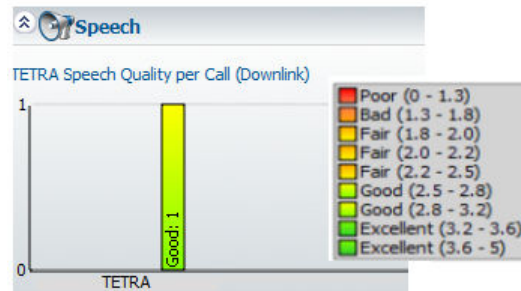 Speech
TETRA Speech Quality per Call (Downlink)
1
Good: 1
0
TETRA
Poor (0 - 1.3)
Bad (1.3 - 1.8)
Fair (1.8 - 2.0)
Fair (2.0 - 2.2)
Fair (2.2 - 2.5)
Good (2.5 - 2.8)
Good (2.8 - 3.2)
Excellent (3.2 - 3.6)
Excellent (3.6 - 5)